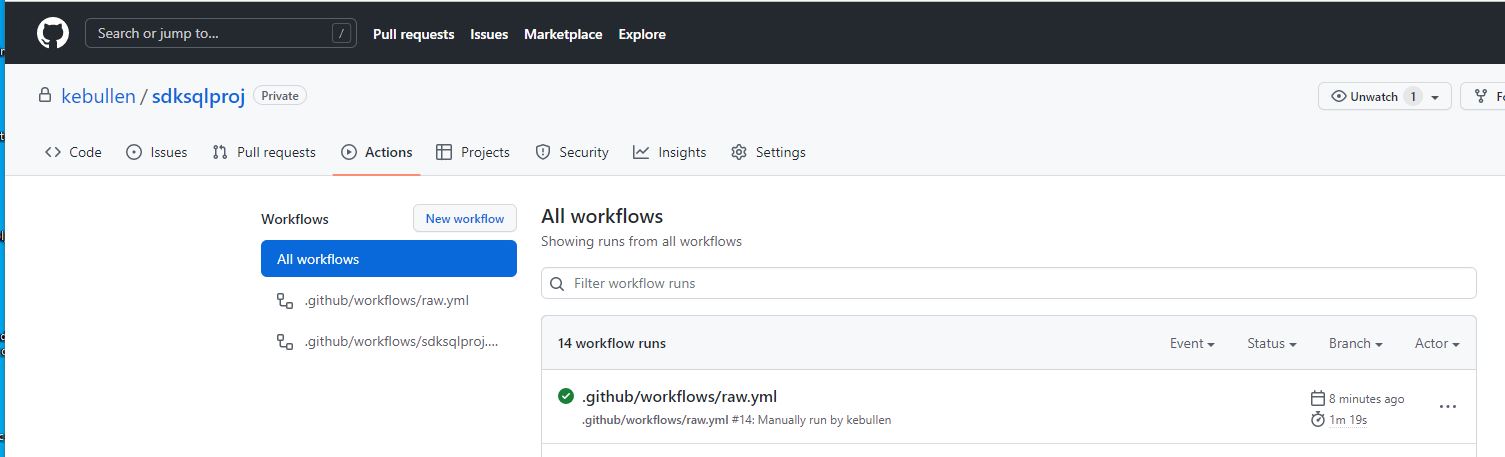 Search or jump to... / Pull requests Issues Marketplace Explore
kebullen / sdksqlproj Private Unwatch 1
Code Issues Pull requests Actions Projects Security Insights Settings
Workflows New workflow
All workflows
.github/workflows/raw.yml
.github/workflows/sdksqlproj....
All workflows
Showing runs from all workflows
Filter workflow runs
14 workflow runs Event Status Branch Actor
.github/workflows/raw.yml 8 minutes ago
.github/workflows/raw.yml #14: Manually run by kebullen 1m 19s